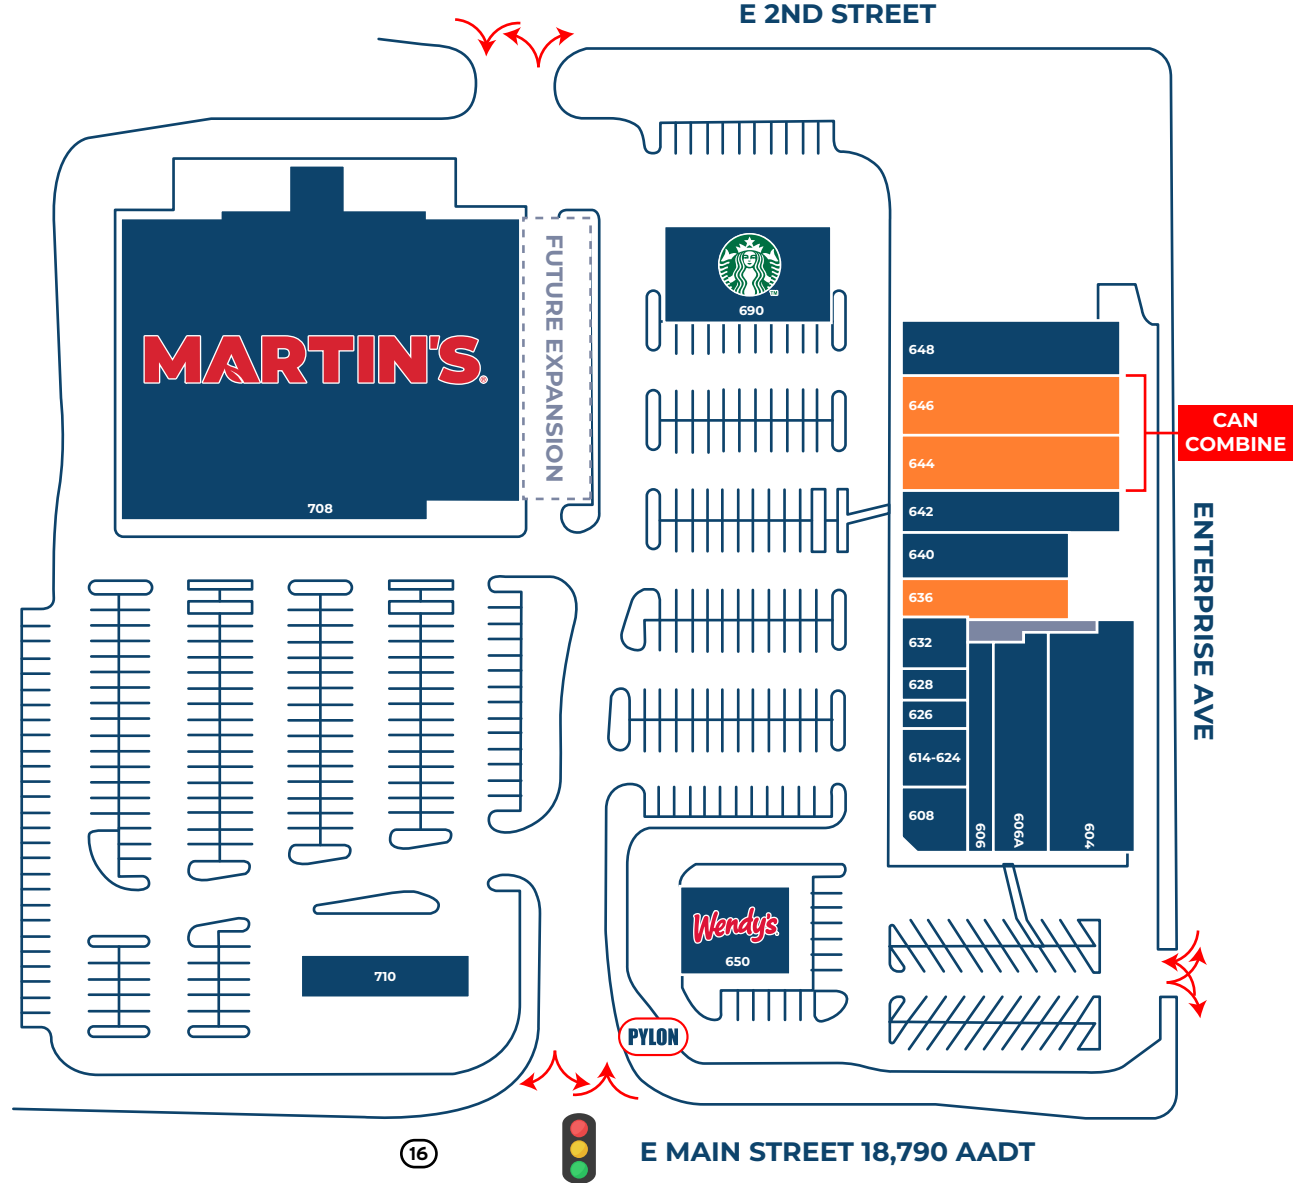 E 2ND STREET
MARTIN'S®
708
FUTURE EXPANSION
TM
690
648
646
644
642
640
636
632
628
626
614-624
608
606
606A
604
CAN
COMBINE
ENTERPRISE AVE
Wendy's
650
710
PYLON
16
E MAIN STREET 18,790 AADT